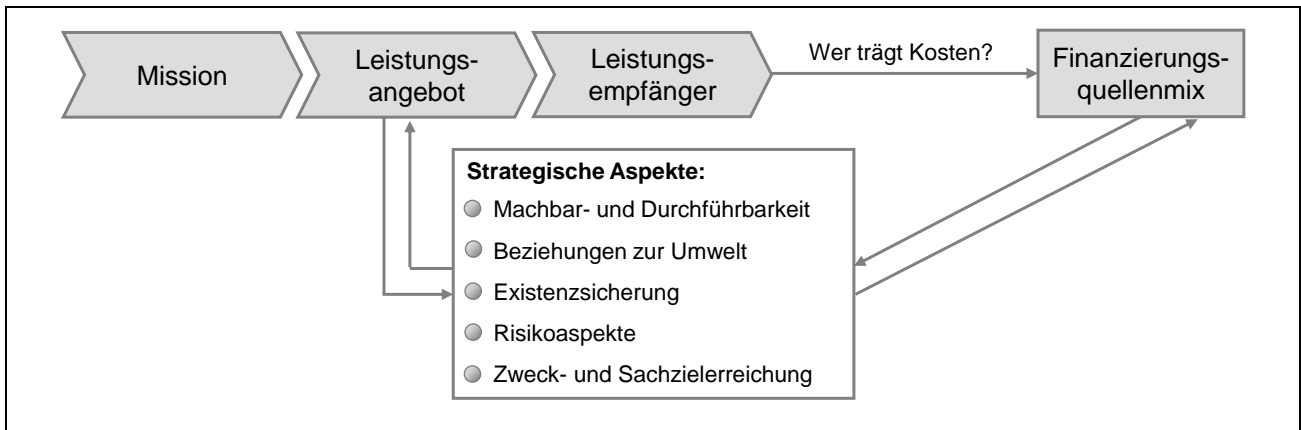 Mission
Leistungs-
angebot
Leistungs-
empfänger
Wer trägt Kosten?
Finanzierungs-
quellenmix
Strategische Aspekte:
Machbar- und Durchführbarkeit
Beziehungen zur Umwelt
Existenzsicherung
Risikoaspekte
Zweck- und Sachzielerreichung